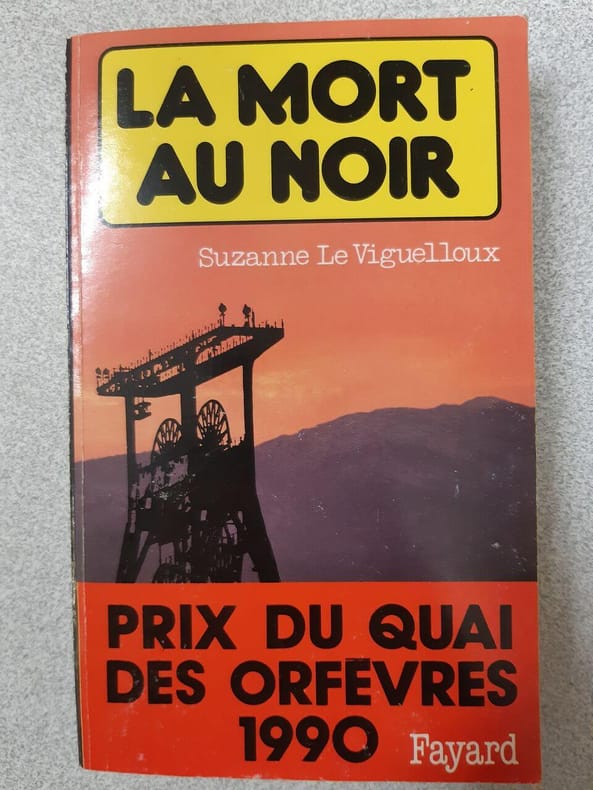 LA MORT
AU NOIR
Suzanne Le Viguelloux
PRIX DU QUAI
DES ORFÈVRES
1990 Fayard